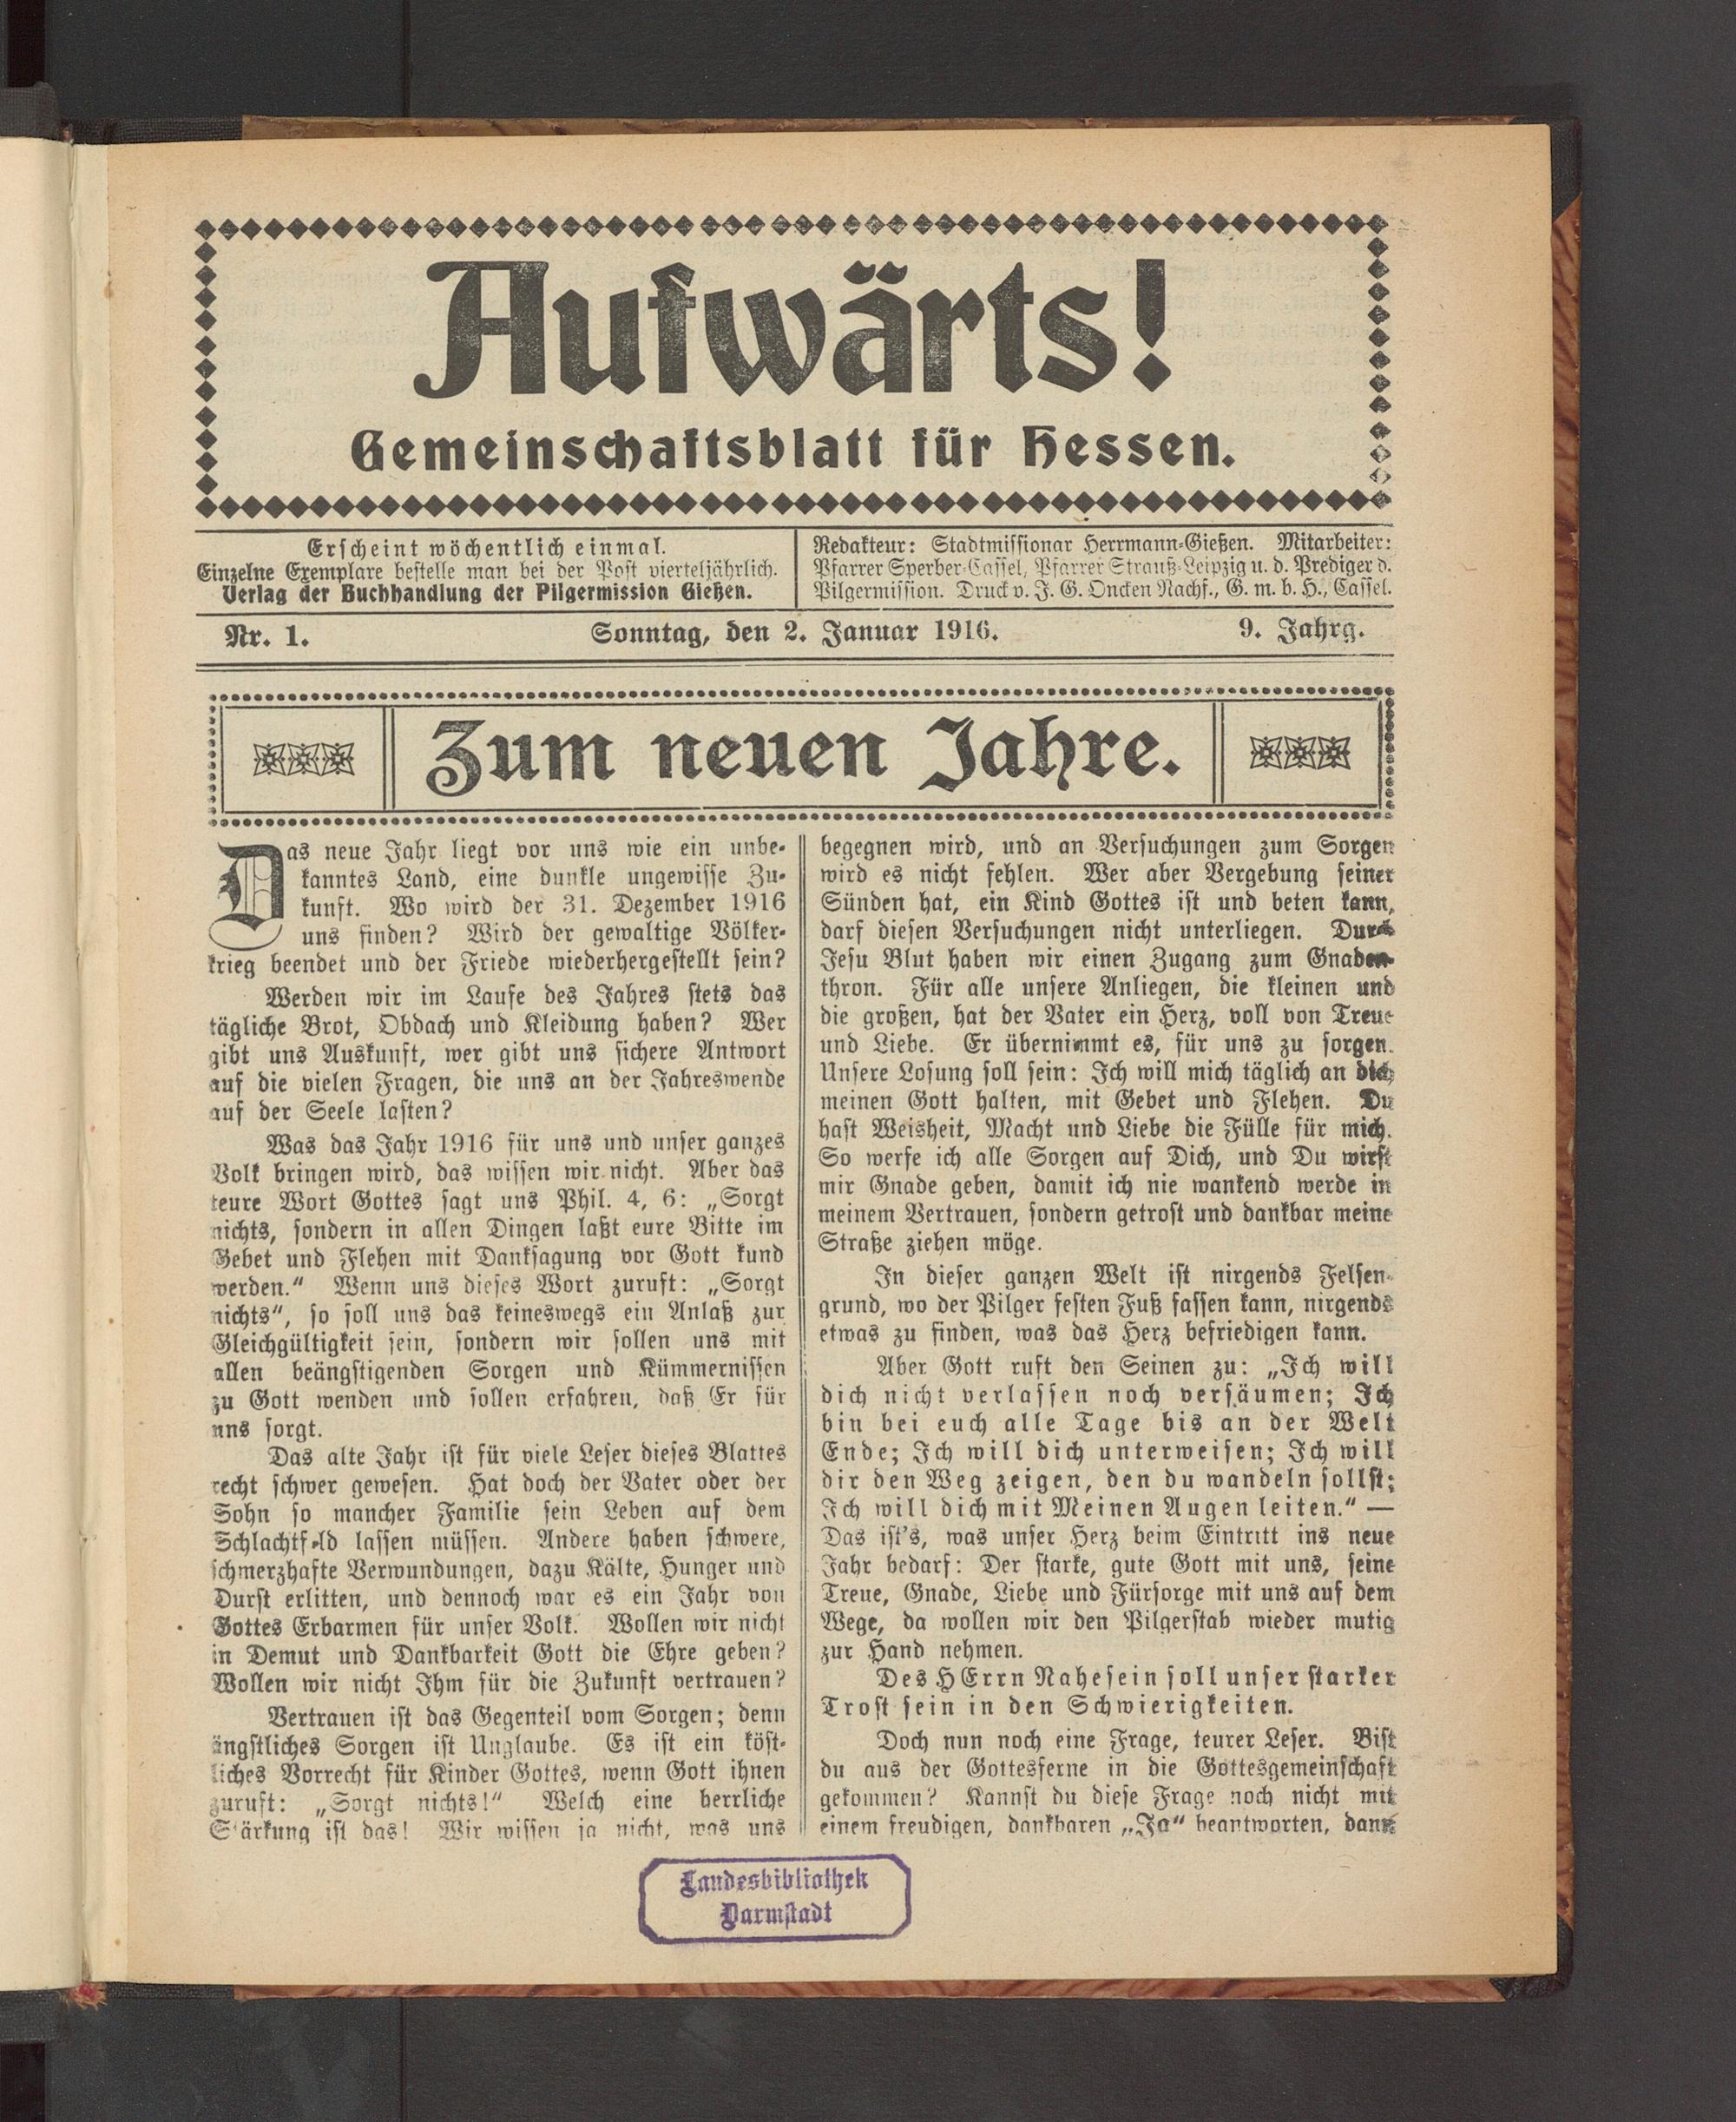 Aufwärts!
Gemeinschaftsblatt für Hessen.
Erscheint wöchentlich einmal.
Einzelne Exemplare bestelle man bei der Post vierteljährlich.
Verlag der Buchhandlung der Pilgermission Gießen.
Redakteur: Stadtmissionar Herrmann-Gießen. Mitarbeiter:
Pfarrer Sperber-Cassel, Pfarrer Strauß-Leipzig u. d. Prediger d.
Pilgermission. Druck v. J. G. Oncken Nachf., G. m. b. H., Cassel.
Nr. 1. Sonntag, den 2. Januar 1916. 9. Jahrg.
Zum neuen Jahre.
Das neue Jahr liegt vor uns wie ein unbe-
kanntes Land, eine dunkle ungewisse Zu-
kunft. Wo wird der 31. Dezember 1916
uns finden? Wird der gewaltige Völker-
krieg beendet und der Friede wiederhergestellt sein?
Werden wir im Laufe des Jahres stets das
tägliche Brot, Obdach und Kleidung haben? Wer
gibt uns Auskunft, wer gibt uns sichere Antwort
auf die vielen Fragen, die uns an der Jahreswende
auf der Seele lasten?
Was das Jahr 1916 für uns und unser ganzes
Volk bringen wird, das wissen wir nicht. Aber das
teure Wort Gottes sagt uns Phil. 4, 6: „Sorgt
nichts, sondern in allen Dingen laßt eure Bitte im
Gebet und Flehen mit Danksagung vor Gott kund
werden.“ Wenn uns dieses Wort zuruft: „Sorgt
nichts“, so soll uns das keineswegs ein Anlaß zur
Gleichgültigkeit sein, sondern wir sollen uns mit
allen beängstigenden Sorgen und Kümmernissen
zu Gott wenden und sollen erfahren, daß Er für
uns sorgt.
Das alte Jahr ist für viele Leser dieses Blattes
recht schwer gewesen. Hat doch der Vater oder der
Sohn so mancher Familie sein Leben auf dem
Schlachtfeld lassen müssen. Andere haben schwere,
schmerzhafte Verwundungen, dazu Kälte, Hunger und
Durst erlitten, und dennoch war es ein Jahr von
Gottes Erbarmen für unser Volk. Wollen wir nicht
in Demut und Dankbarkeit Gott die Ehre geben?
Wollen wir nicht Ihm für die Zukunft vertrauen?
Vertrauen ist das Gegenteil vom Sorgen; denn
ängstliches Sorgen ist Unglaube. Es ist ein köst-
liches Vorrecht für Kinder Gottes, wenn Gott ihnen
zuruft: „Sorgt nichts!“ Welch eine herrliche
Stärkung ist das! Wir wissen ja nicht, was uns
begegnen wird, und an Versuchungen zum Sorgen
wird es nicht fehlen. Wer aber Vergebung seiner
Sünden hat, ein Kind Gottes ist und beten kann,
darf diesen Versuchungen nicht unterliegen. Durch
Jesu Blut haben wir einen Zugang zum Gnaden-
thron. Für alle unsere Anliegen, die kleinen und
die großen, hat der Vater ein Herz, voll von Treue
und Liebe. Er übernimmt es, für uns zu sorgen.
Unsere Losung soll sein: Ich will mich täglich an dich
meinen Gott halten, mit Gebet und Flehen. Du
hast Weisheit, Macht und Liebe die Fülle für mich.
So werfe ich alle Sorgen auf Dich, und Du wirst
mir Gnade geben, damit ich nie wankend werde in
meinem Vertrauen, sondern getrost und dankbar meine
Straße ziehen möge.
In dieser ganzen Welt ist nirgends Felsen-
grund, wo der Pilger festen Fuß fassen kann, nirgends
etwas zu finden, was das Herz befriedigen kann.
Aber Gott ruft den Seinen zu: „Ich will
dich nicht verlassen noch versäumen; Ich
bin bei euch alle Tage bis an der Welt
Ende; Ich will dich unterweisen; Ich will
dir den Weg zeigen, den du wandeln sollst;
Ich will dich mit Meinen Augen leiten.“ —
Das ist's, was unser Herz beim Eintritt ins neue
Jahr bedarf: Der starke, gute Gott mit uns, seine
Treue, Gnade, Liebe und Fürsorge mit uns auf dem
Wege, da wollen wir den Pilgerstab wieder mutig
zur Hand nehmen.
Des HErrn Nahesein soll unser starker
Trost sein in den Schwierigkeiten.
Doch nun noch eine Frage, teurer Leser. Bist
du aus der Gottesferne in die Gottesgemeinschaft
gekommen? Kannst du diese Frage noch nicht mit
einem freudigen, dankbaren „Ja“ beantworten, dann
Landesbibliothek
Darmstadt